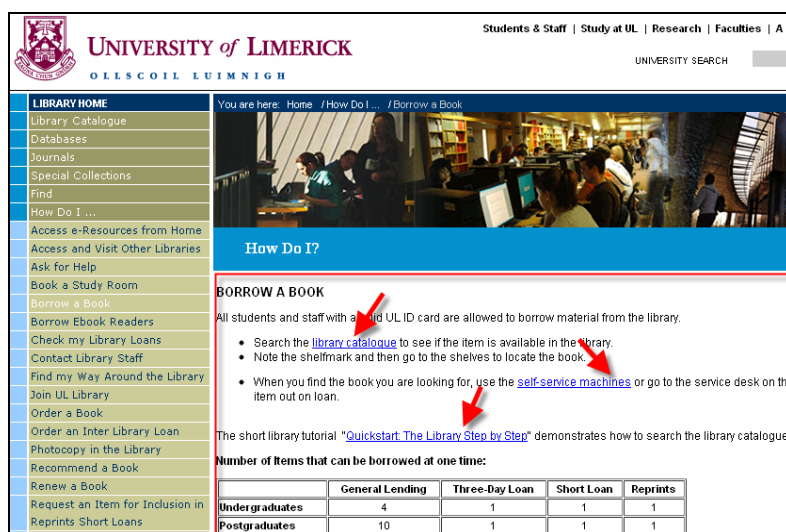 Students & Staff | Study at UL | Research | Faculties | A
UNIVERSITY of LIMERICK
OLLSCOIL LUIMNIGH
UNIVERSITY SEARCH
LIBRARY HOME
Library Catalogue
Databases
Journals
Special Collections
Find
How Do I ...
Access e-Resources from Home
Access and Visit Other Libraries
Ask for Help
Book a Study Room
Borrow a Book
Borrow Ebook Readers
Check my Library Loans
Contact Library Staff
Find my Way Around the Library
Join UL Library
Order a Book
Order an Inter Library Loan
Photocopy in the Library
Recommend a Book
Renew a Book
Request an Item for Inclusion in
Reprints Short Loans
You are here: Home / How Do I ... / Borrow a Book
How Do I?
BORROW A BOOK
All students and staff with a valid UL ID card are allowed to borrow material from the library.
Search the library catalogue to see if the item is available in the library.
Note the shelfmark and then go to the shelves to locate the book.
When you find the book you are looking for, use the self-service machines or go to the service desk on th
item out on loan.
The short library tutorial "Quickstart: The Library Step by Step" demonstrates how to search the library catalogue
Number of Items that can be borrowed at one time:
General Lending Three-Day Loan Short Loan Reprints
Undergraduates 4 1 1 1
Postgraduates 10 1 1 1